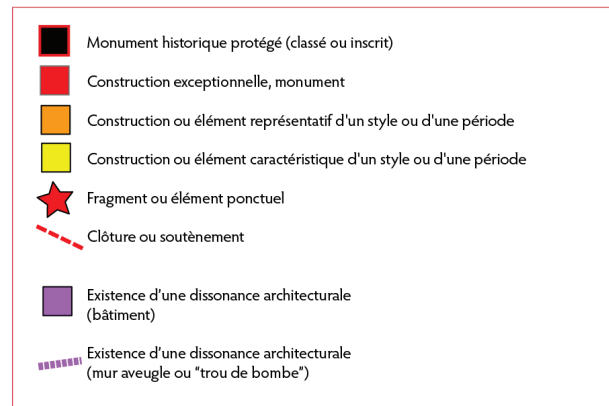 Monument historique protégé (classé ou inscrit)
Construction exceptionnelle, monument
Construction ou élément représentatif d'un style ou d'une période
Construction ou élément caractéristique d'un style ou d'une période
Fragment ou élément ponctuel
Clôture ou soutènement
Existence d'une dissonance architecturale
(bâtiment)
Existence d'une dissonance architecturale
(mur aveugle ou "trou de bombe")